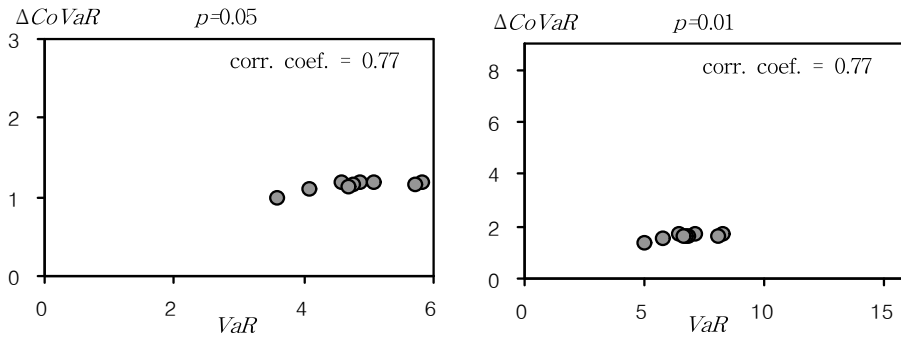 ΔCoVaR p=0.05
3
corr. coef. = 0.77
2
1
0
0 2 4 6
VaR
ΔCoVaR p=0.01
corr. coef. = 0.77
8
6
4
2
0
0 5 10 15
VaR